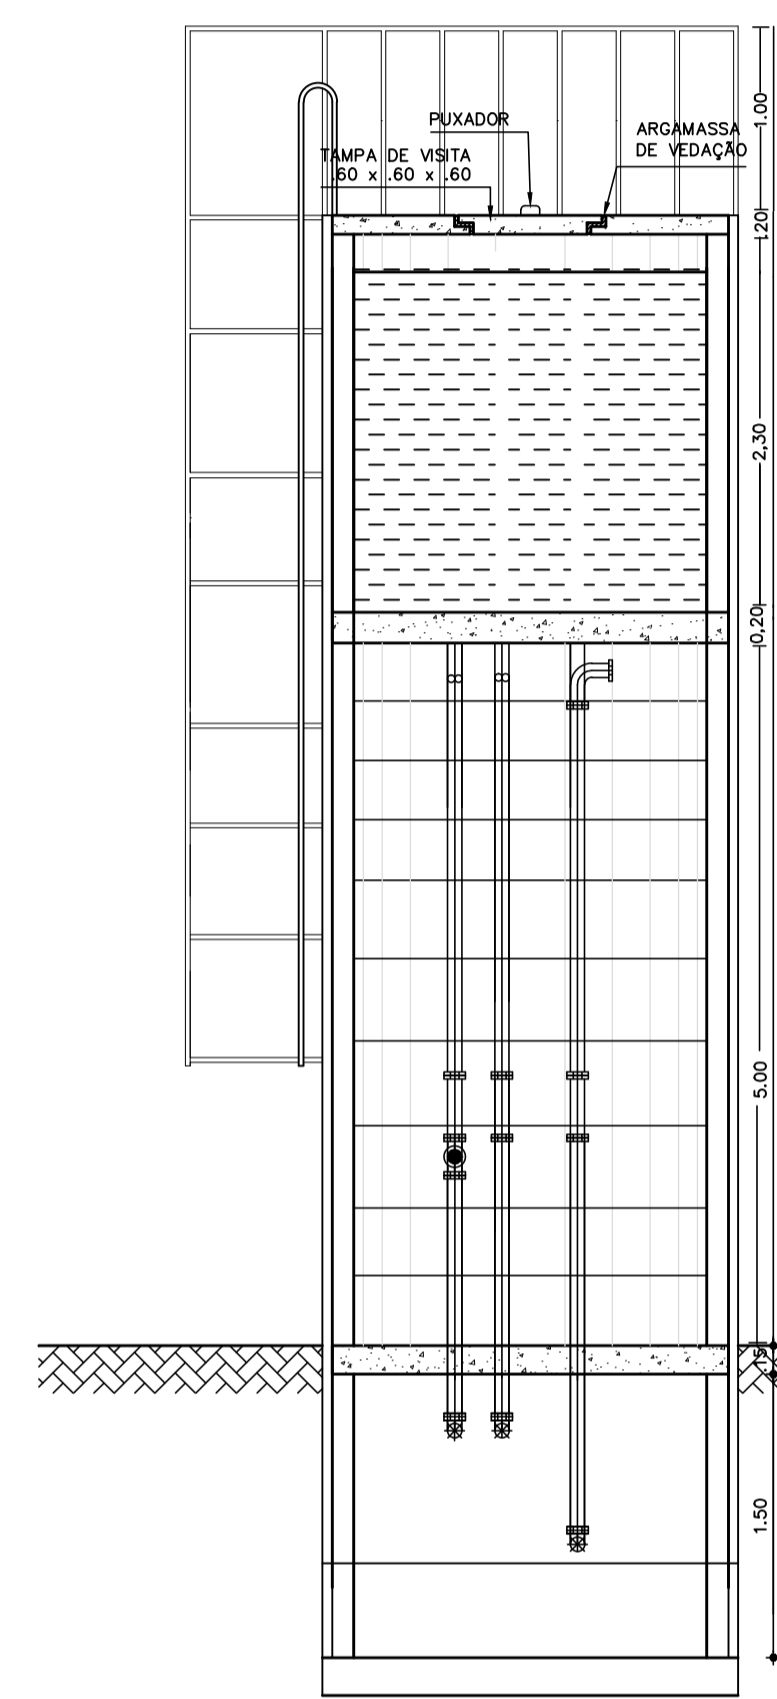 PUXADOR
ARGAMASSA
DE VEDAÇÃO
TAMPA DE VISITA
.60 x .60 x .60
1.00
.20
2,30
0,20
5.00
.15
1.50